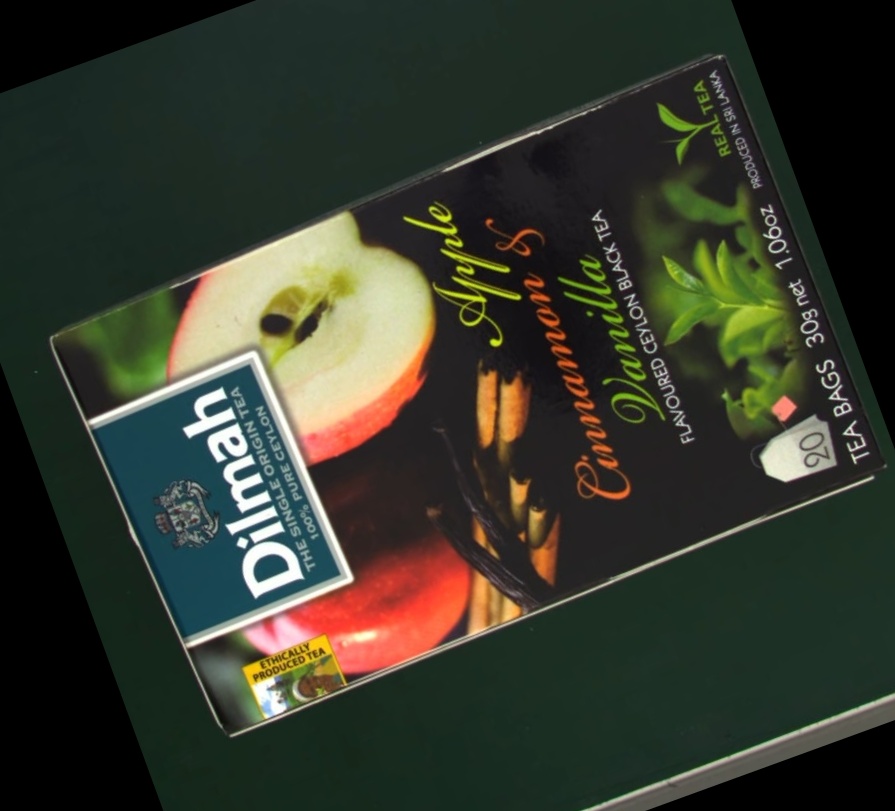 Dilmah
THE SINGLE ORIGIN TEA
100% PURE CEYLON
ETHICALLY
PRODUCED TEA
Apple
Cinnamon &
Vanilla
FLAVOURED CEYLON BLACK TEA
REAL TEA
PRODUCED IN SRI LANKA
20
TEA BAGS 30g net 1.06oz